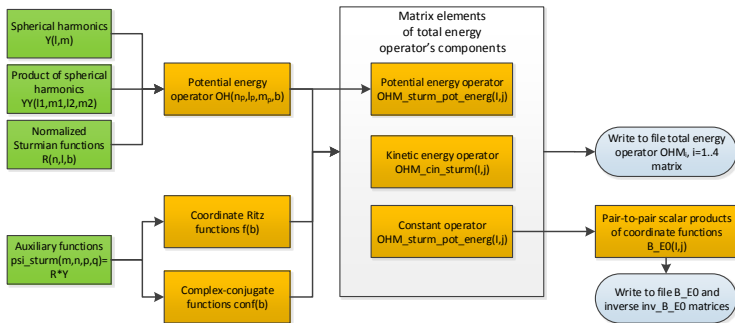 Spherical harmonics
Y(l,m)
Product of spherical
harmonics
YY(l1,m1,l2,m2)
Normalized
Sturmian functions
R(n,l,b)
Auxiliary functions
psi_sturm(m,n,p,q)=
R*Y
Potential energy
operator OH(np,lp,mp,b)
Coordinate Ritz
functions f(b)
Complex-conjugate
functions conf(b)
Matrix elements
of total energy
operator's components
Potential energy operator
OHM_sturm_pot_energ(I,j)
Kinetic energy operator
OHM_cin_sturm(I,j)
Constant operator
OHM_sturm_pot_energ(I,j)
Write to file total energy
operator OHMi, i=1..4
matrix
Pair-to-pair scalar products
of coordinate functions
B_E0(I,j)
Write to file B_E0 and
inverse inv_B_E0 matrices